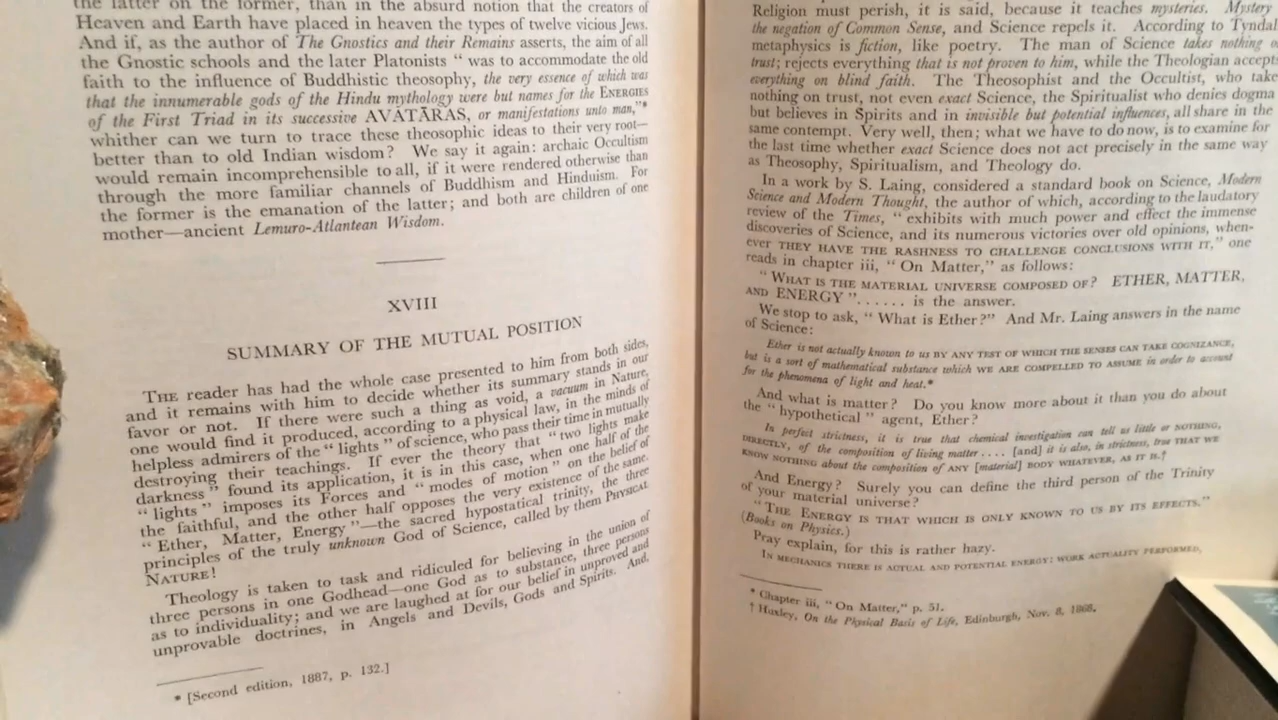 the latter on the former, than in the absurd notion that the creators of
Heaven and Earth have placed in heaven the types of twelve vicious Jews.
And if, as the author of The Gnostics and their Remains asserts, the aim of all
the Gnostic schools and the later Platonists “ was to accommodate the old
faith to the influence of Buddhistic theosophy, the very essence of which was
that the innumerable gods of the Hindu mythology were but names for the ENERGIES
of the First Triad in its successive AVATĀRAS, or manifestations unto man,”*
whither can we turn to trace these theosophic ideas to their very root—
better than to old Indian wisdom? We say it again: archaic Occultism
would remain incomprehensible to all, if it were rendered otherwise than
through the more familiar channels of Buddhism and Hinduism. For
the former is the emanation of the latter; and both are children of one
mother—ancient Lemuro-Atlantean Wisdom.
XVIII
SUMMARY OF THE MUTUAL POSITION
THE reader has had the whole case presented to him from both sides,
and it remains with him to decide whether its summary stands in our
favor or not. If there were such a thing as void, a vacuum in Nature,
one would find it produced, according to a physical law, in the minds of
helpless admirers of the “ lights ” of science, who pass their time in mutually
destroying their teachings. If ever the theory that “ two lights make
darkness ” found its application, it is in this case, when one half of the
“ lights ” imposes its Forces and “ modes of motion ” on the belief of
the faithful, and the other half opposes the very existence of the same.
“ Ether, Matter, Energy ”—the sacred hypostatical trinity, the three
principles of the truly unknown God of Science, called by them PHYSICAL
NATURE!
Theology is taken to task and ridiculed for believing in the union of
three persons in one Godhead—one God as to substance, three persons
as to individuality; and we are laughed at for our belief in unproved and
unprovable doctrines, in Angels and Devils, Gods and Spirits. And,
* [Second edition, 1887, p. 132.]
Religion must perish, it is said, because it teaches mysteries. Mystery
the negation of Common Sense, and Science repels it. According to Tyndal
metaphysics is fiction, like poetry. The man of Science takes nothing o
trust; rejects everything that is not proven to him, while the Theologian accepts
everything on blind faith. The Theosophist and the Occultist, who take
nothing on trust, not even exact Science, the Spiritualist who denies dogma
but believes in Spirits and in invisible but potential influences, all share in the
same contempt. Very well, then; what we have to do now, is to examine for
the last time whether exact Science does not act precisely in the same way
as Theosophy, Spiritualism, and Theology do.
In a work by S. Laing, considered a standard book on Science, Modern
Science and Modern Thought, the author of which, according to the laudatory
review of the Times, “ exhibits with much power and effect the immense
discoveries of Science, and its numerous victories over old opinions, when-
ever THEY HAVE THE RASHNESS TO CHALLENGE CONCLUSIONS WITH IT,” one
reads in chapter iii, “ On Matter,” as follows:
“ WHAT IS THE MATERIAL UNIVERSE COMPOSED OF? ETHER, MATTER,
AND ENERGY ”. . . . . . is the answer.
We stop to ask, “ What is Ether?” And Mr. Laing answers in the name
of Science:
Ether is not actually known to us BY ANY TEST OF WHICH THE SENSES CAN TAKE COGNIZANCE,
but is a sort of mathematical substance which WE ARE COMPELLED TO ASSUME in order to account
for the phenomena of light and heat.*
And what is matter? Do you know more about it than you do about
the “ hypothetical ” agent, Ether?
In perfect strictness, it is true that chemical investigation can tell us little or NOTHING,
DIRECTLY, of the composition of living matter . . . . [and] it is also, in strictness, true THAT WE
KNOW NOTHING about the composition of ANY [material] BODY WHATEVER, AS IT IS.†
And Energy? Surely you can define the third person of the Trinity
of your material universe?
“THE ENERGY IS THAT WHICH IS ONLY KNOWN TO US BY ITS EFFECTS.”
(Books on Physics.)
Pray explain, for this is rather hazy.
IN MECHANICS THERE IS ACTUAL AND POTENTIAL ENERGY: WORK ACTUALLY PERFORMED,
* Chapter iii, “ On Matter,” p. 51.
† Huxley, On the Physical Basis of Life, Edinburgh, Nov. 8, 1868.